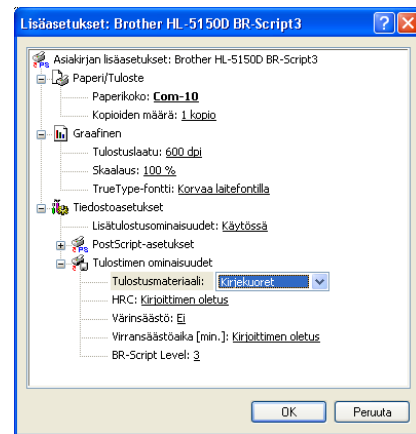 Lisäasetukset: Brother HL-5150D BR-Script3
Asiakirjan lisäasetukset: Brother HL-5150D BR-Script3
Paperi/Tuloste
Paperikoko: Com-10
Kopioiden määrä: 1 kopio
Graafinen
Tulostuslaatu: 600 dpi
Skaalaus: 100 %
TrueType-fontti: Korvaa laitefontilla
Tiedostoasetukset
Lisätulostusominaisuudet: Käytössä
PostScript-asetukset
Tulostimen ominaisuudet
Tulostusmateriaali: Kirjekuoret
HRC: Kirjoittimen oletus
Värinsäästö: Ei
Virransäästöaika [min.]: Kirjoittimen oletus
BR-Script Level: 3
OK Peruuta